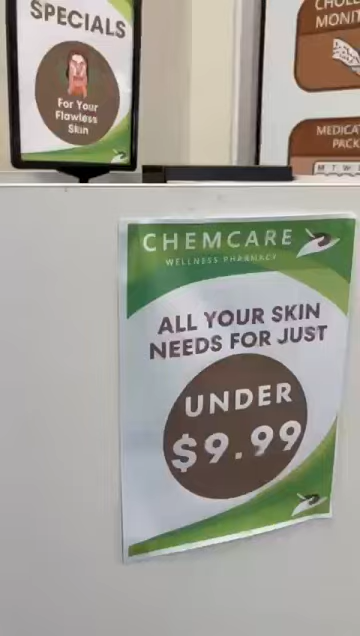 SPECIALS
For Your
Flawless
Skin
MONIT
MEDICA
PACK
M T W
CHEMCARE
WELLNESS PHARMACY
ALL YOUR SKIN
NEEDS FOR JUST
UNDER
$9.99